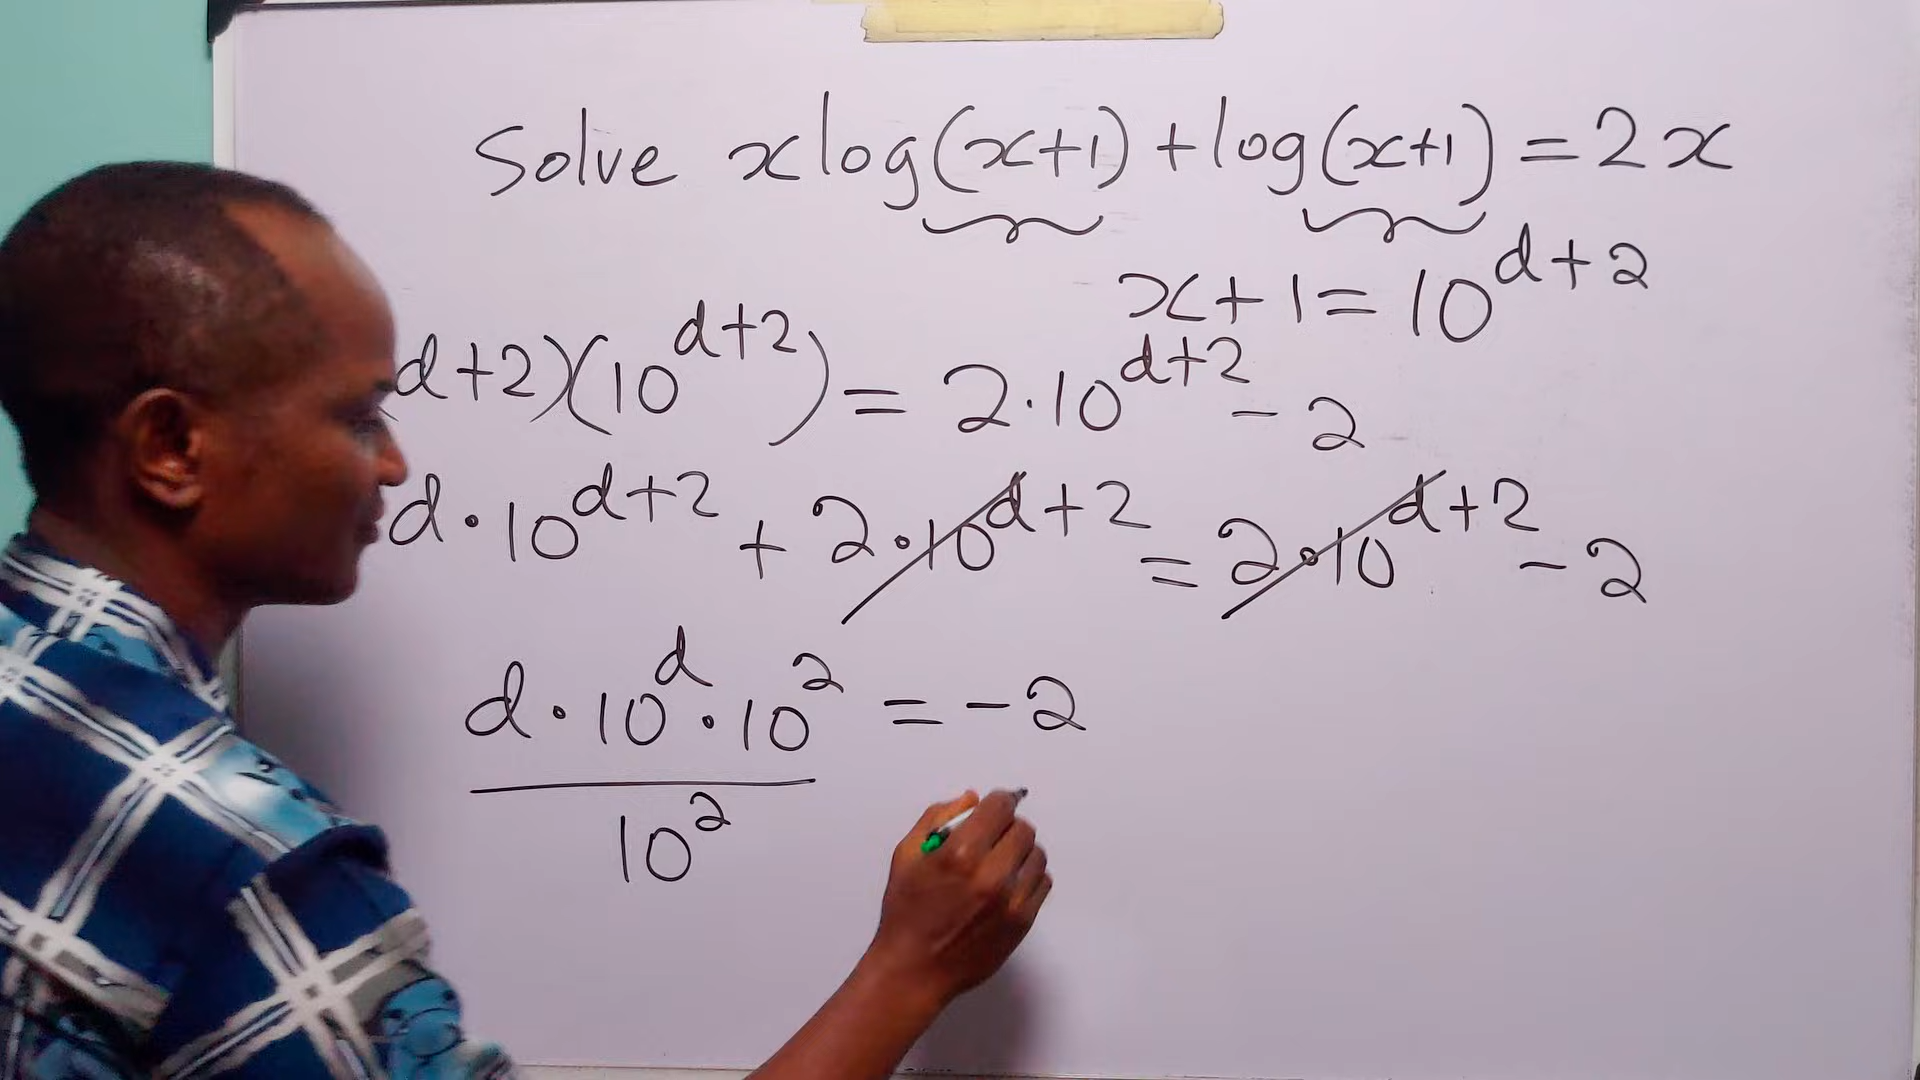 Solve xlog(x+1)+log(x+1)=2x
x+1=10^{d+2}
(d+2)(10^{d+2})=2·10^{d+2}-2
d·10^{d+2}+2·10^{d+2}=2·10^{d+2}-2
d·10^d·10^2=-2
10^2